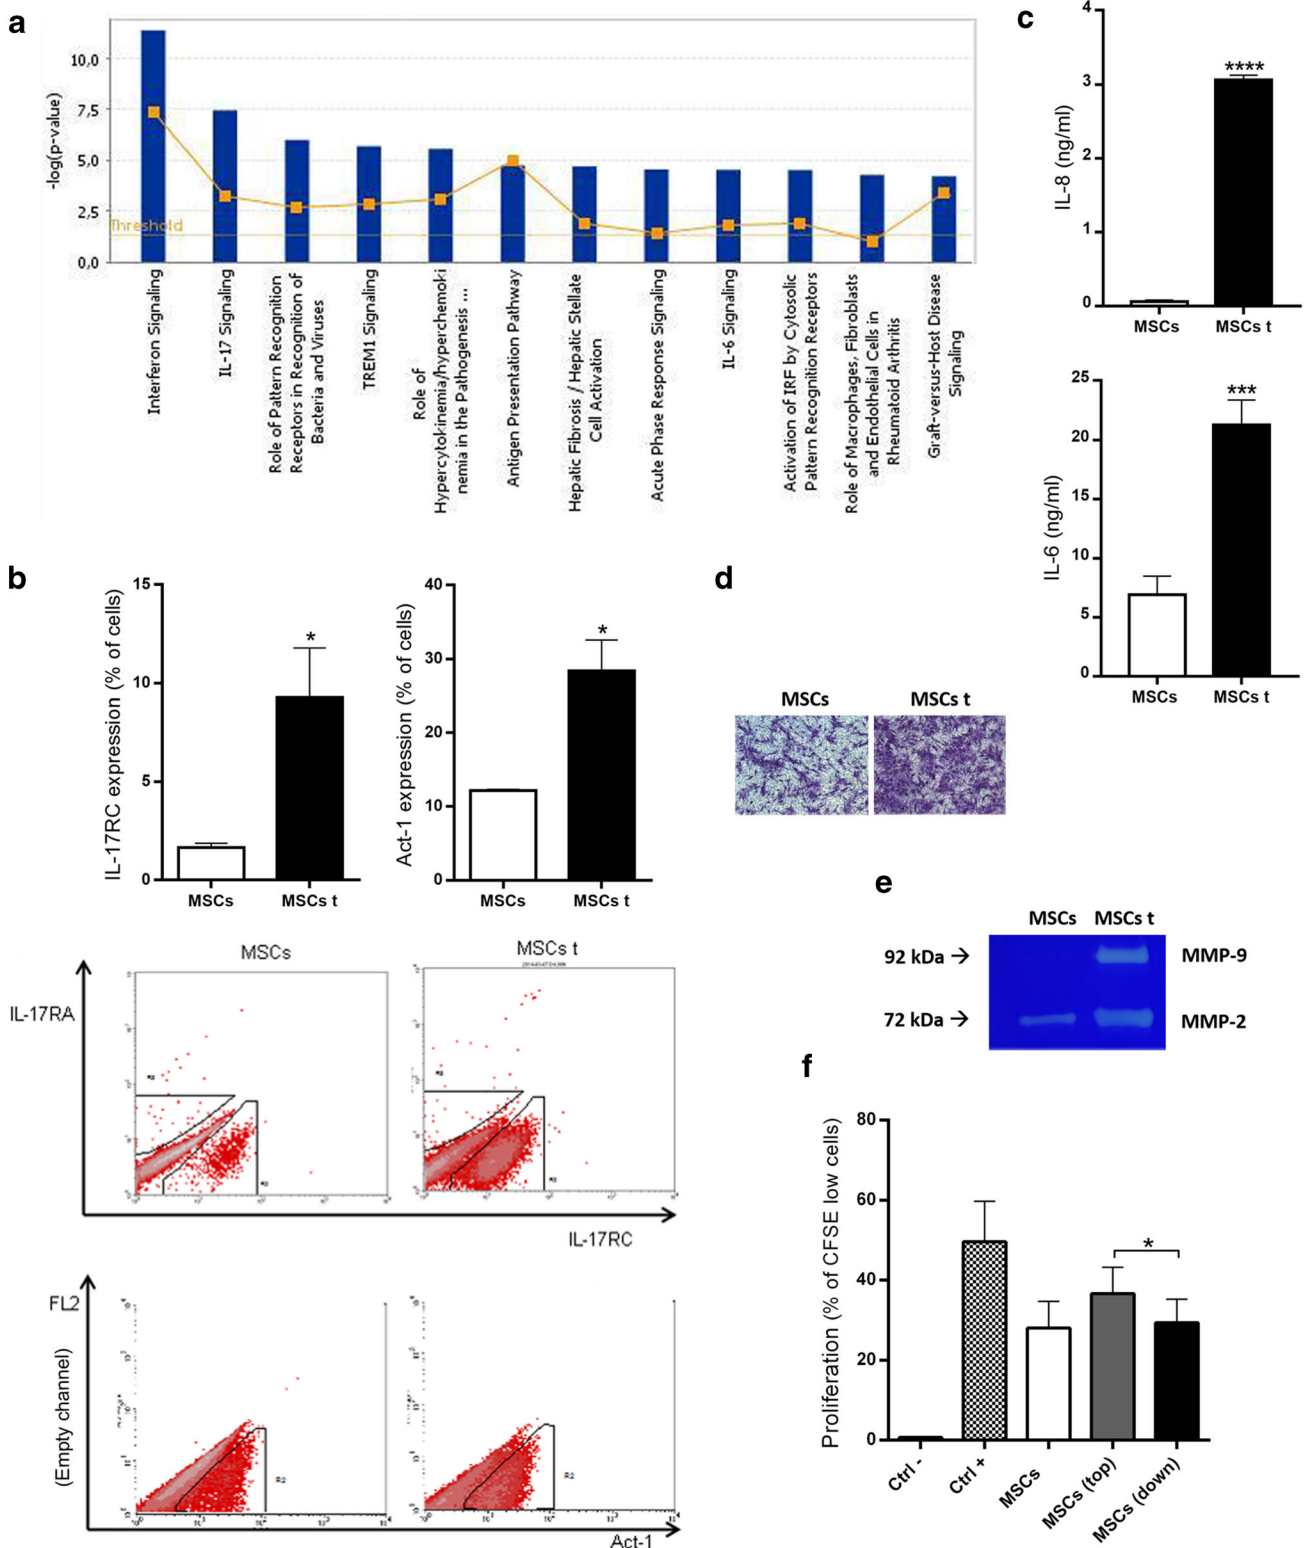 a
-log(p-value)
10,0
7,5
5,0
2,5
0,0
Threshold
Interferon Signaling
IL-17 Signaling
Role of Pattern Recognition
Receptors in Recognition of
Bacteria and Viruses
TREM1 Signaling
Role of
Hypercytokinemia/hyperchemoki
nemia in the Pathogenesis ...
Antigen Presentation Pathway
Hepatic Fibrosis / Hepatic Stellate
Cell Activation
Acute Phase Response Signaling
IL-6 Signaling
Activation of IRF by Cytosolic
Pattern Recognition Receptors
Role of Macrophages, Fibroblasts
and Endothelial Cells in
Rheumatoid Arthritis
Graft-versus-Host Disease
Signaling
c
IL-8 (ng/ml)
4
3
2
1
0
****
MSCs
MSCs t
IL-6 (ng/ml)
25
20
15
10
5
0
***
MSCs
MSCs t
b
IL-17RC expression (% of cells)
15
10
5
0
*
MSCs
MSCs t
Act-1 expression (% of cells)
40
30
20
10
0
*
MSCs
MSCs t
MSCs
MSCs t
IL-17RA
R3
R2
IL-17RC
FL2
(Empty channel)
R2
R2
Act-1
d
MSCs
MSCs t
e
MSCs
MSCs t
92 kDa →
MMP-9
72 kDa →
MMP-2
f
Proliferation (% of CFSE low cells)
80
60
40
20
0
*
Ctrl -
Ctrl +
MSCs
MSCs (top)
MSCs (down)